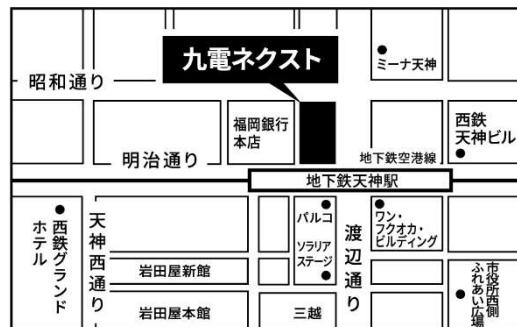 九電ネクスト
ミーナ天神
昭和通り
福岡銀行
本店
西鉄
天神ビル
明治通り
地下鉄空港線
地下鉄天神駅
西鉄グランド
ホテル
天神西通り
パルコ
ソラリア
ステージ
渡辺通り
ワン・
フクオカ・
ビルディング
岩田屋新館
岩田屋本館
三越
市役所西側
ふれあい広場